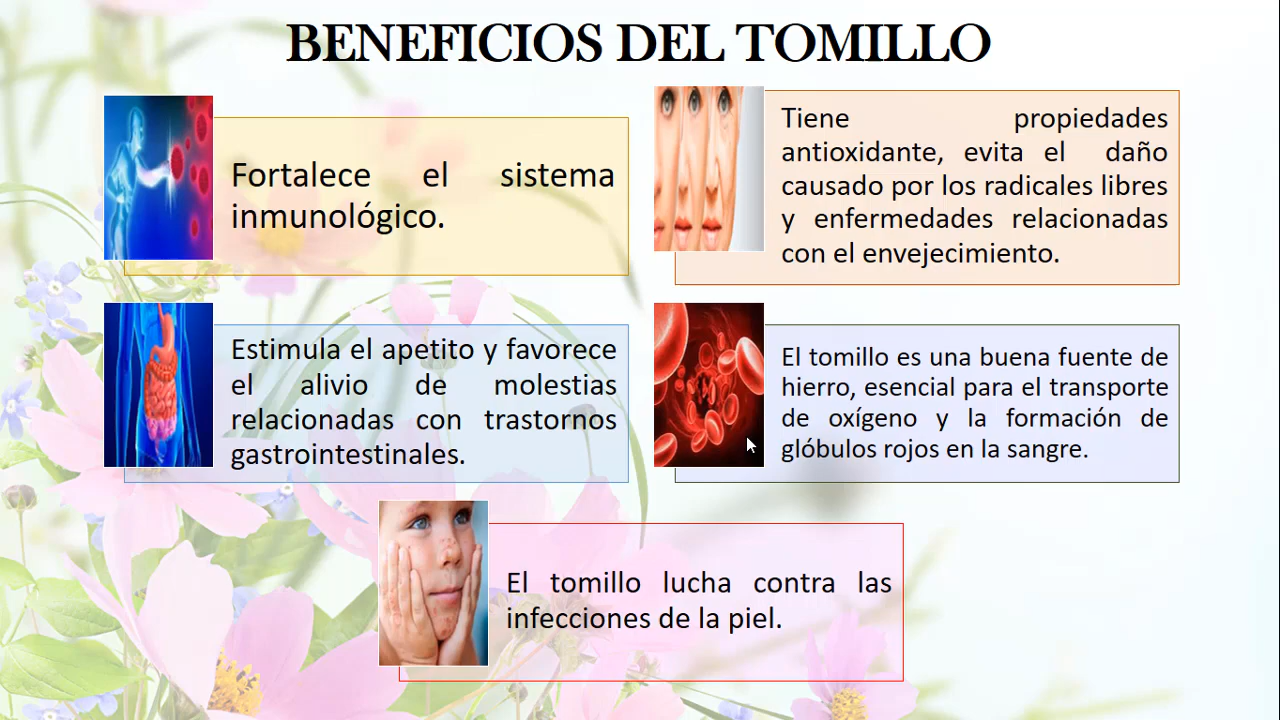 BENEFICIOS DEL TOMILLO
Fortalece el sistema
inmunológico.
Tiene propiedades
antioxidante, evita el daño
causado por los radicales libres
y enfermedades relacionadas
con el envejecimiento.
Estimula el apetito y favorece
el alivio de molestias
relacionadas con trastornos
gastrointestinales.
El tomillo es una buena fuente de
hierro, esencial para el transporte
de oxígeno y la formación de
glóbulos rojos en la sangre.
El tomillo lucha contra las
infecciones de la piel.